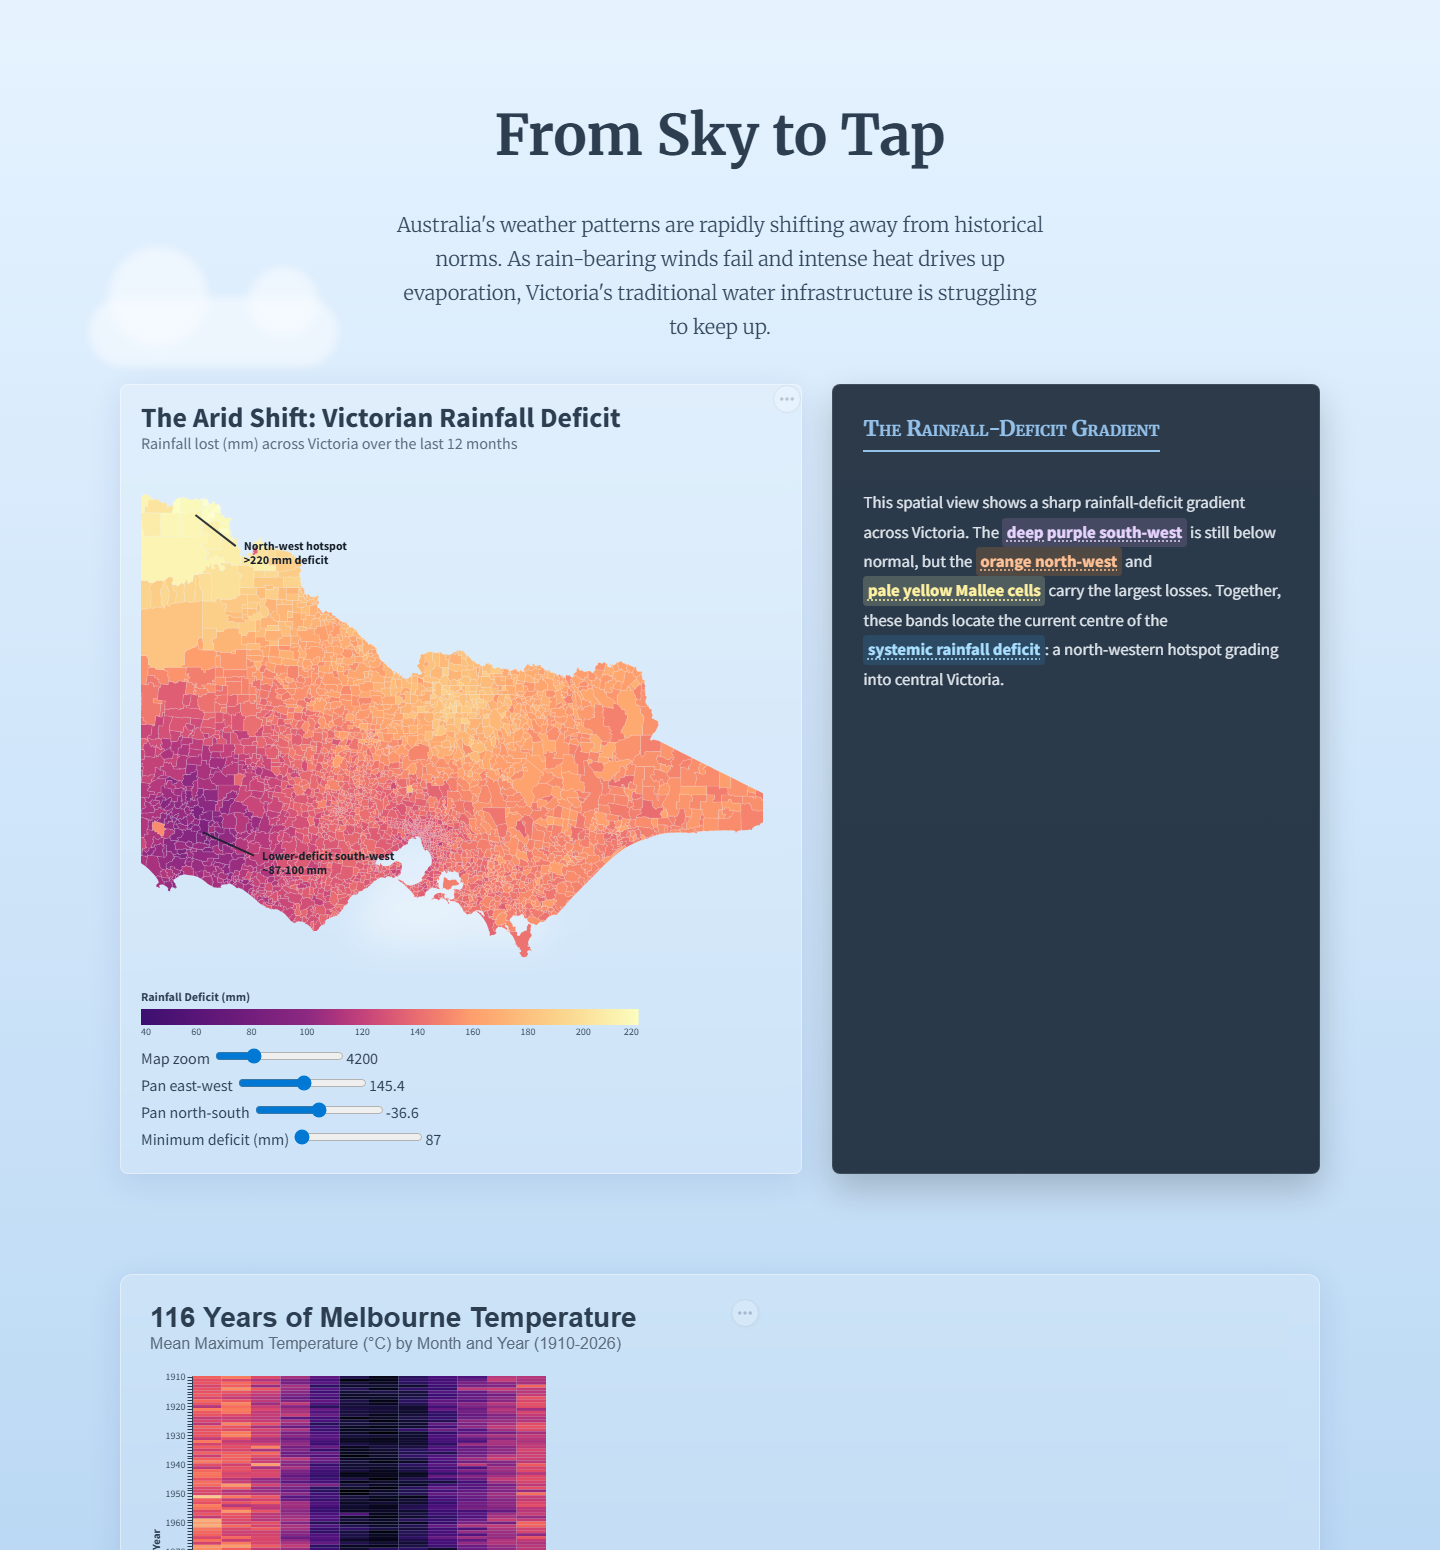 From Sky to Tap
Australia's weather patterns are rapidly shifting away from historical
norms. As rain-bearing winds fail and intense heat drives up
evaporation, Victoria's traditional water infrastructure is struggling
to keep up.
The Arid Shift: Victorian Rainfall Deficit
Rainfall lost (mm) across Victoria over the last 12 months
North-west hotspot
>220 mm deficit
Lower-deficit south-west
~87-100 mm
Rainfall Deficit (mm)
40 60 80 100 120 140 160 180 200 220
Map zoom 4200
Pan east-west 145.4
Pan north-south -36.6
Minimum deficit (mm) 87
The Rainfall-Deficit Gradient
This spatial view shows a sharp rainfall-deficit gradient
across Victoria. The deep purple south-west is still below
normal, but the orange north-west and
pale yellow Mallee cells carry the largest losses. Together,
these bands locate the current centre of the
systemic rainfall deficit : a north-western hotspot grading
into central Victoria.
116 Years of Melbourne Temperature
Mean Maximum Temperature (°C) by Month and Year (1910-2026)
1910
1920
1930
1940
1950
1960
Year